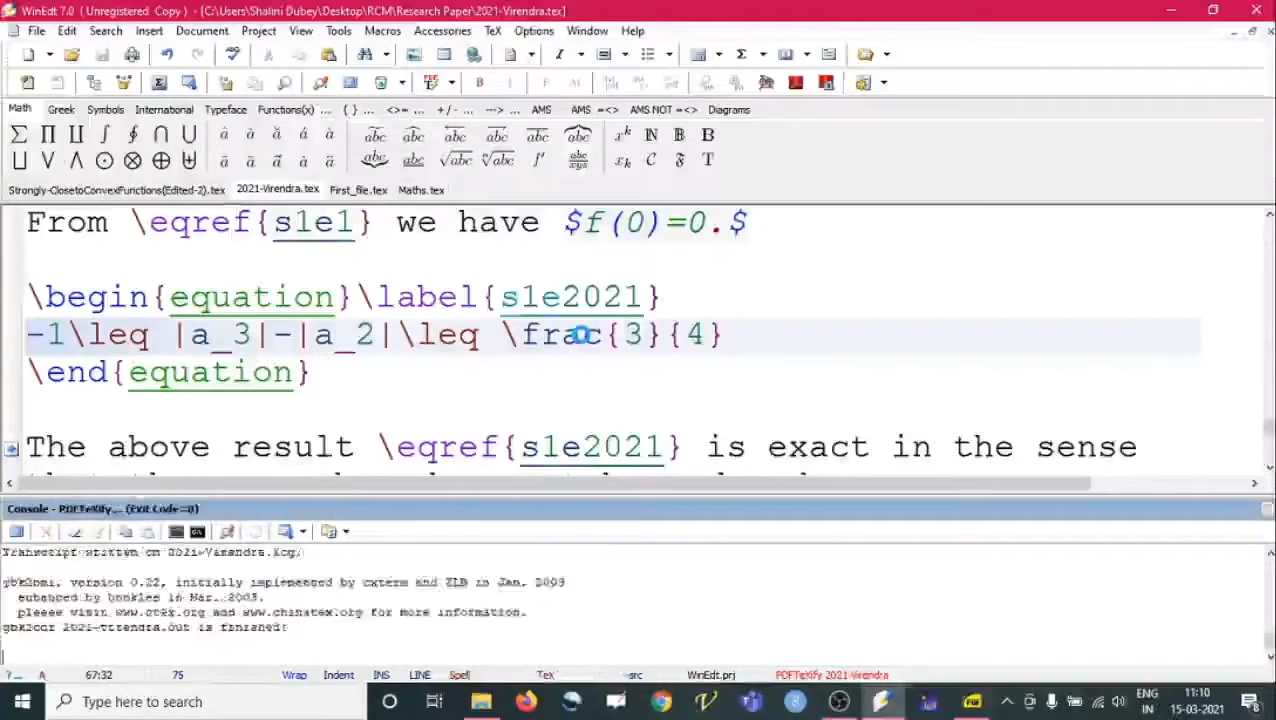 WinEdt 7.0 ( Unregistered Copy ) - [C:\Users\Shalini Dubey\Desktop\RCM\Research Paper\2021-Virendra.tex]
File Edit Search Insert Document Project View Tools Macros Accessories TeX Options Window Help
Math Greek Symbols International Typeface Functions(x) ... { } ... <>= ... +/- ... ---> ... AMS AMS =<> AMS NOT =<> Diagrams
Strongly-ClosetoConvexFunctions(Edited-2).tex 2021-Virendra.tex First_file.tex Maths.tex
From \eqref{s1e1} we have $f(0)=0.$
\begin{equation}\label{s1e2021}
-1\leq |a_3|-|a_2|\leq \frac{3}{4}
\end{equation}
The above result \eqref{s1e2021} is exact in the sense
Console - PDFTeXify... (Exit Code=0)
Transcript written on 2021-Virendra.log.
gbk2uni, version 0.22, initially implemented by
in Jan, 2003
enhanced by hooklee in Mar., 2003.
please visit www.ctex.org and www.chinatex.org for more information.
2021-Virendra.out is finished!
?... A 67:32 75 Wrap Indent INS LINE Spell TeX --src WinEdt.prj PDFTeXify 2021-Virendra
Type here to search
ENG 11:10
IN 15-03-2021